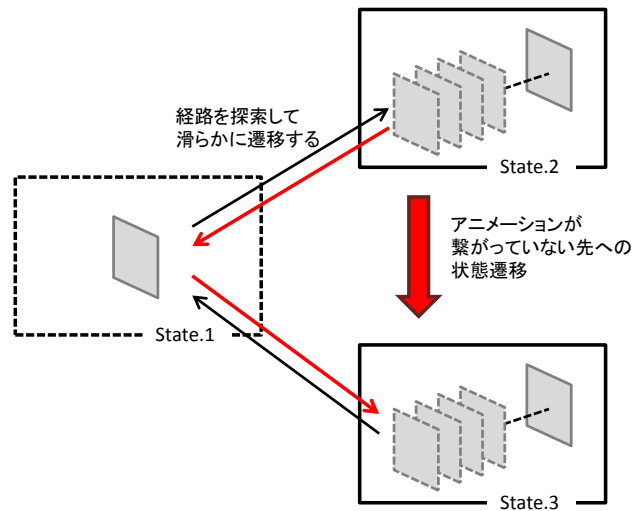 経路を探索して
滑らかに遷移する
State.2
アニメーションが
繋がっていない先への
状態遷移
State.1
State.3